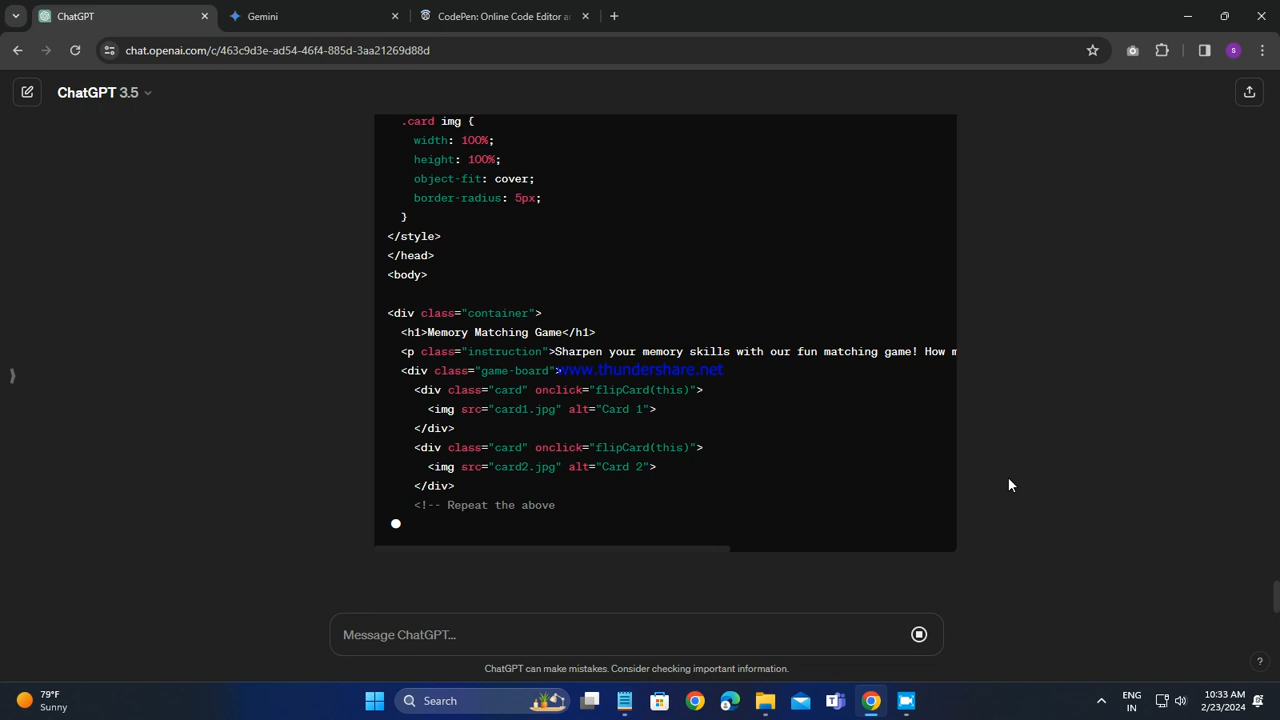 ChatGPT
Gemini
CodePen: Online Code Editor a
chat.openai.com/c/463c9d3e-ad54-46f4-885d-3aa21269d88d
S
ChatGPT 3.5
.card img {
width: 100%;
height: 100%;
object-fit: cover;
border-radius: 5px;
}
</style>
</head>
<body>
<div class="container">
<h1>Memory Matching Game</h1>
<p class="instruction">Sharpen your memory skills with our fun matching game! How m
<div class="game-board">
www.thundershare.net
<div class="card" onclick="flipCard(this)">
<img src="card1.jpg" alt="Card 1">
</div>
<div class="card" onclick="flipCard(this)">
<img src="card2.jpg" alt="Card 2">
</div>
<!-- Repeat the above
Message ChatGPT...
ChatGPT can make mistakes. Consider checking important information.
?
79°F
Sunny
Search
ENG
IN
10:33 AM
2/23/2024